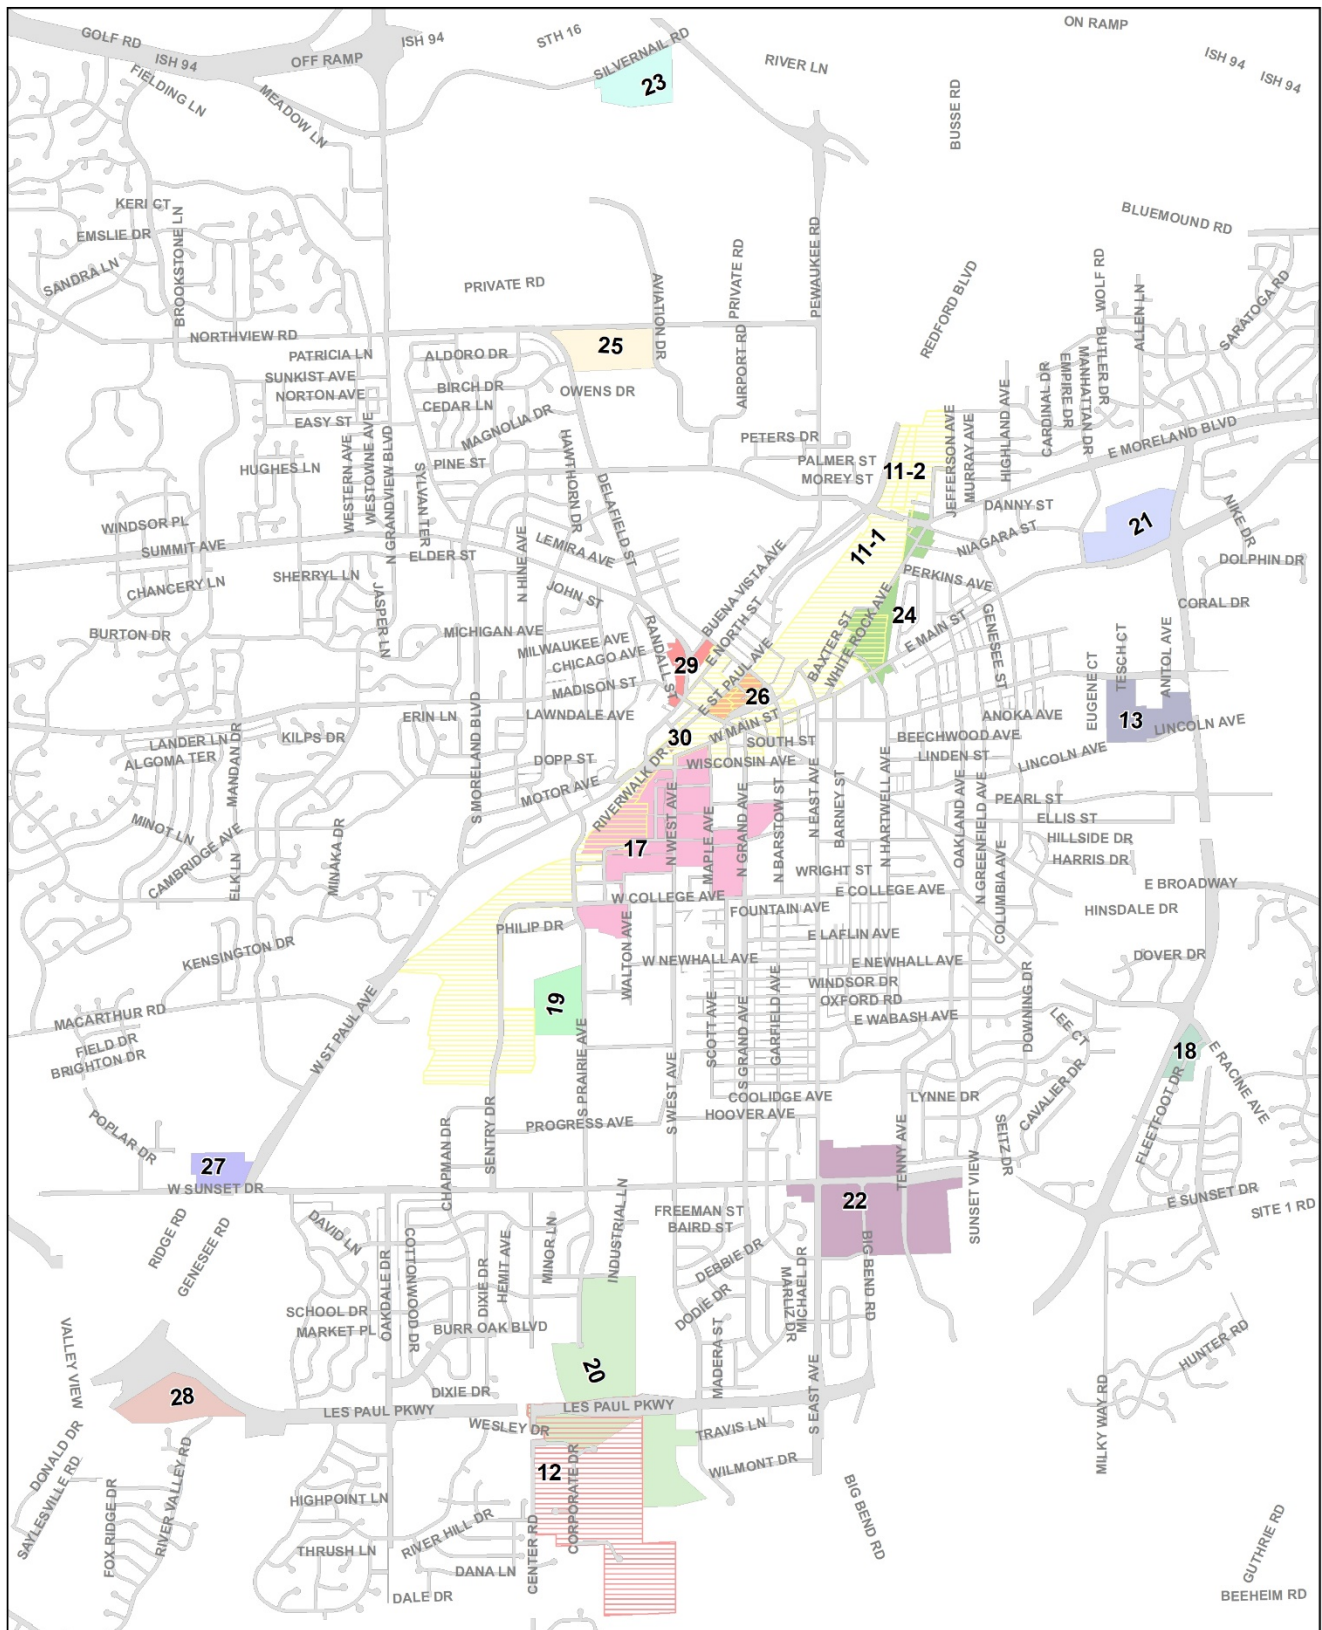 GOLF RD
ISH 94
OFF RAMP
ISH 94
STH 16
SILVERNAIL RD
RIVER LN
ON RAMP
ISH 94
ISH 94
FIELDING LN
MEADOW LN
23
BUSSE RD
KERI CT
EMSLIE DR
SANDRA LN
BROOKSTONE LN
BLUEMOUND RD
PRIVATE RD
AVIATION DR
PRIVATE RD
PEWAUKEE RD
REDFORD BLVD
WOLF RD
ALLEN LN
SARATOGA RD
NORTHVIEW RD
PATRICIA LN
SUNKIST AVE
NORTON AVE
EASY ST
ALDORO DR
BIRCH DR
CEDAR LN
MAGNOLIA DR
25
OWENS DR
AIRPORT RD
BUTLER DR
MANHATTAN DR
EMPIRE DR
CARDINAL DR
HIGHLAND AVE
MURRAY AVE
JEFFERSON AVE
E MORELAND BLVD
HUGHES LN
WESTERN AVE
WESTOWNE AVE
N GRANDVIEW BLVD
SYLVAN TER
PINE ST
HAWTHORN DR
DELAFIELD ST
PETERS DR
PALMER ST
MOREY ST
11-2
DANNY ST
NIAGARA ST
21
NIKE DR
DOLPHIN DR
WINDSOR PL
SUMMIT AVE
CHANCERY LN
SHERRYL LN
JASPER LN
ELDER ST
N HINE AVE
LEMIRA AVE
JOHN ST
11-1
PERKINS AVE
24
GENESEE ST
CORAL DR
BURTON DR
MICHIGAN AVE
MILWAUKEE AVE
CHICAGO AVE
MADISON ST
RANDALL ST
BUENA VISTA AVE
E NORTH ST
29
E ST PAUL AVE
26
BAXTER ST
WHITE ROCK AVE
E MAIN ST
EUGENE CT
TESCH CT
ANITOL AVE
13
LINCOLN AVE
LANDER LN
ALGOMA TER
MANDAN DR
KILPS DR
ERIN LN
S MORELAND BLVD
LAWNDALE AVE
30
W MAIN ST
SOUTH ST
ANOKA AVE
BEECHWOOD AVE
LINDEN ST
LINCOLN AVE
DOPP ST
MOTOR AVE
RIVERWALK DR
WISCONSIN AVE
PEARL ST
ELLIS ST
HILLSIDE DR
HARRIS DR
MINOT LN
CAMBRIDGE AVE
ELK LN
MINAKA DR
17
N WEST AVE
MAPLE AVE
N GRAND AVE
N BARSTOW ST
N EAST AVE
BARNEY ST
N HARTWELL AVE
OAKLAND AVE
N GREENFIELD AVE
COLUMBIA AVE
WRIGHT ST
E COLLEGE AVE
E BROADWAY
HINSDALE DR
W COLLEGE AVE
FOUNTAIN AVE
PHILIP DR
WALTON AVE
E LAFLIN AVE
KENSINGTON DR
W NEWHALL AVE
E NEWHALL AVE
DOVER DR
WINDSOR DR
OXFORD RD
E WABASH AVE
DOWNING DR
LEE CT
MACARTHUR RD
FIELD DR
BRIGHTON DR
W ST PAUL AVE
19
S PRAIRIE AVE
SCOTT AVE
S GRAND AVE
GARFIELD AVE
18
E RACINE AVE
FLEETFOOT DR
CAVALIER DR
POPLAR DR
CHAPMAN DR
SENTRY DR
PROGRESS AVE
S WEST AVE
COOLIDGE AVE
HOOVER AVE
LYNNE DR
SEITZ DR
TENNY AVE
SUNSET VIEW
27
W SUNSET DR
22
E SUNSET DR
SITE 1 RD
RIDGE RD
GENESEE RD
DAVID LN
OAKDALE DR
COTTONWOOD DR
DIXIE DR
HEMIT AVE
MINOR LN
INDUSTRIAL LN
FREEMAN ST
BAIRD ST
DEBBIE DR
DODIE DR
MARLIZ DR
MICHAEL DR
BIG BEND RD
SCHOOL DR
MARKET PL
BURR OAK BLVD
VALLEY VIEW
28
DIXIE DR
20
MADERA ST
S EAST AVE
HUNTER RD
MILKY WAY RD
LES PAUL PKWY
LES PAUL PKWY
WESLEY DR
TRAVIS LN
WILMONT DR
DONALD DR
SAYLESVILLE RD
FOX RIDGE DR
RIVER VALLEY RD
HIGHPOINT LN
THRUSH LN
RIVER HILL DR
DANA LN
DALE DR
12
CENTER RD
CORPORATE DR
BIG BEND RD
GUTHRIE RD
BEEHEIM RD